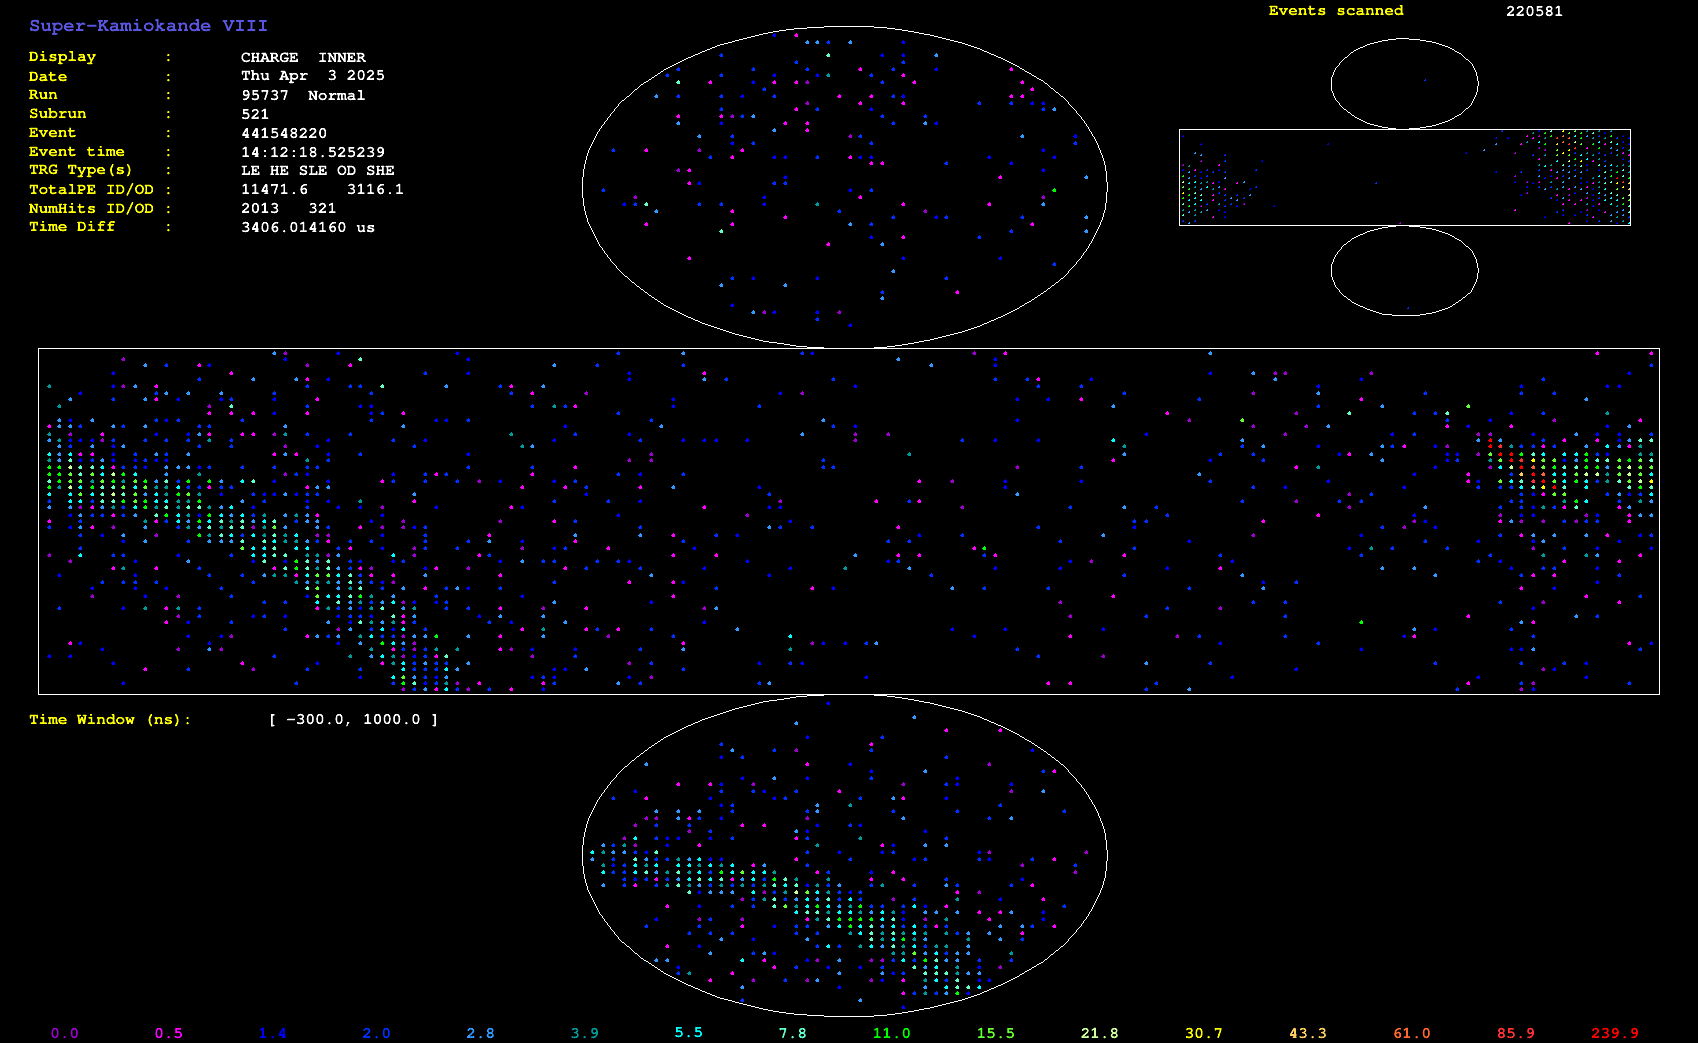 Super-Kamiokande VIII
Events scanned 220581
Display : CHARGE INNER
Date : Thu Apr 3 2025
Run : 95737 Normal
Subrun : 521
Event : 441548220
Event time : 14:12:18.525239
TRG Type(s) : LE HE SLE OD SHE
TotalPE ID/OD : 11471.6 3116.1
NumHits ID/OD : 2013 321
Time Diff : 3406.014160 us
Time Window (ns): [ -300.0, 1000.0 ]
0.0 0.5 1.4 2.0 2.8 3.9 5.5 7.8 11.0 15.5 21.8 30.7 43.3 61.0 85.9 239.9